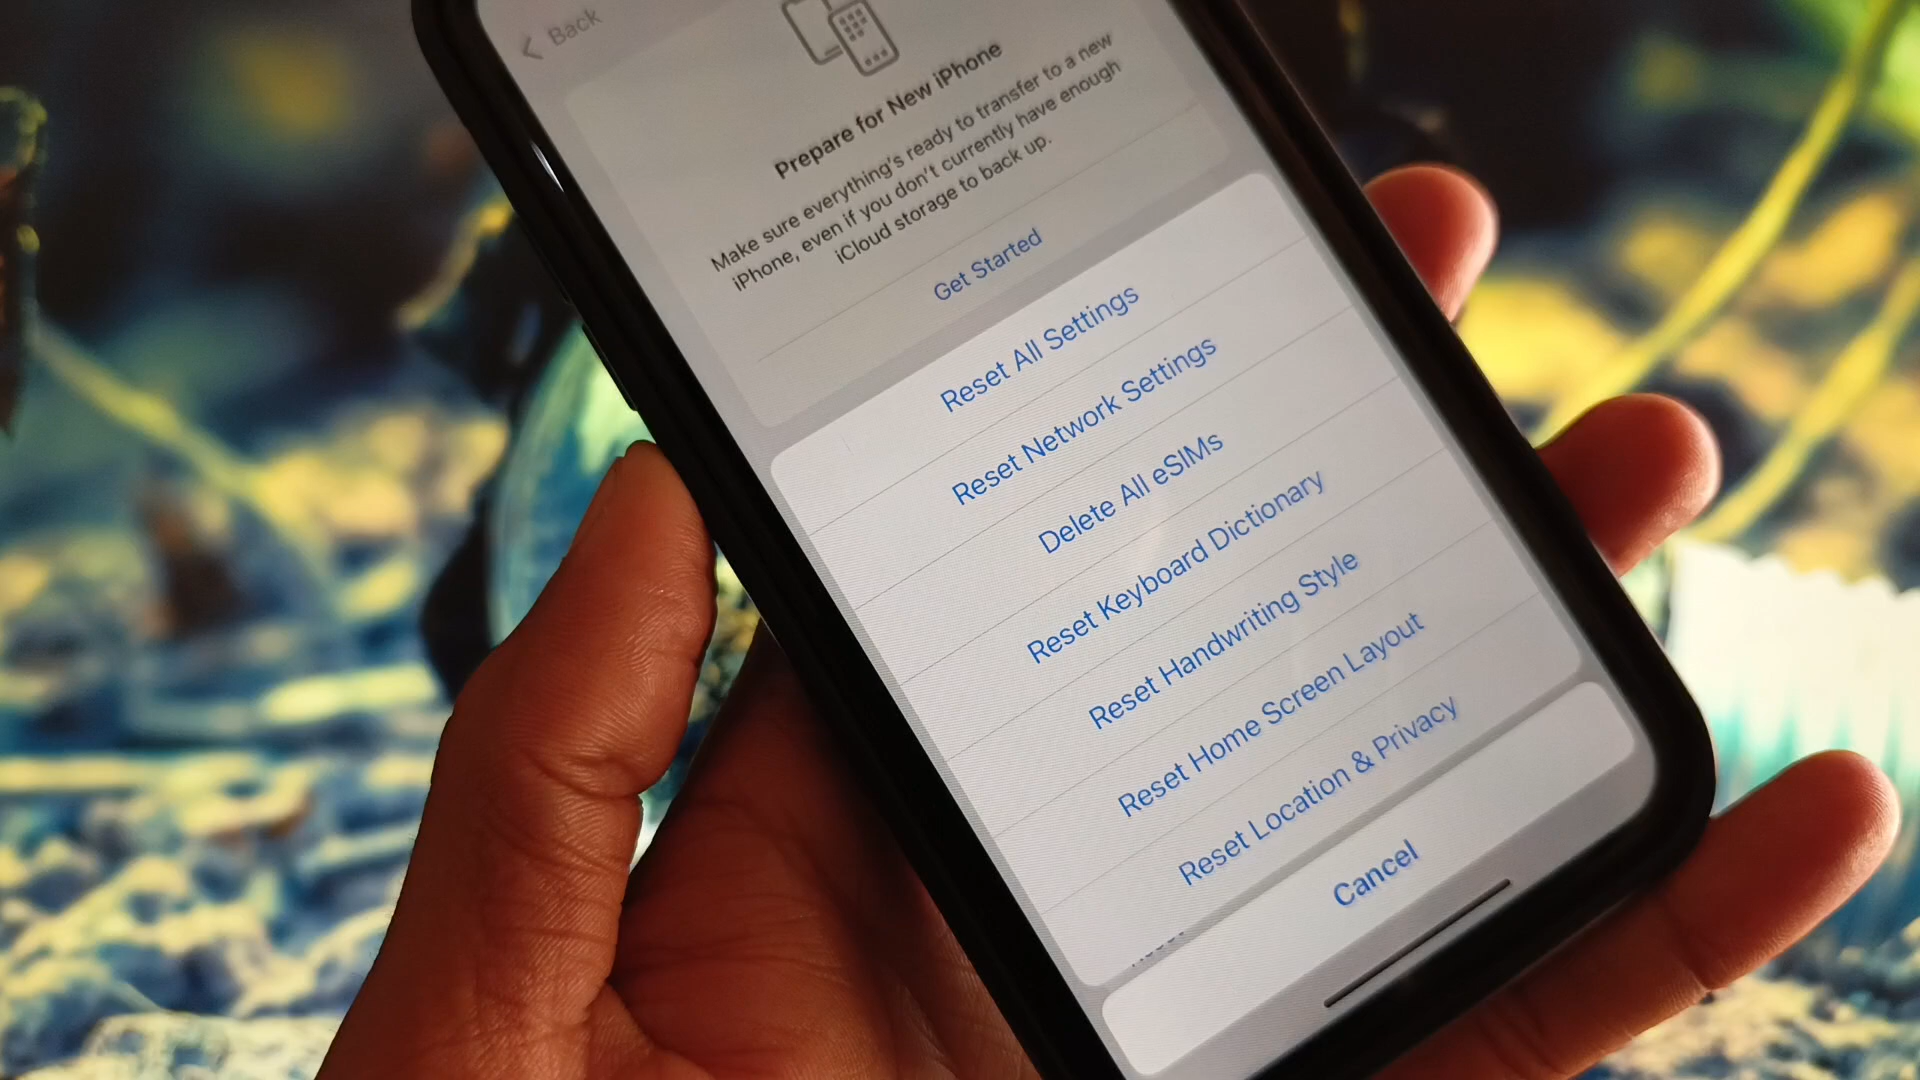 Back
Prepare for New iPhone
Make sure everything's ready to transfer to a new
iPhone, even if you don't currently have enough
iCloud storage to back up.
Get Started
Reset All Settings
Reset Network Settings
Delete All eSIMs
Reset Keyboard Dictionary
Reset Handwriting Style
Reset Home Screen Layout
Reset Location & Privacy
Cancel